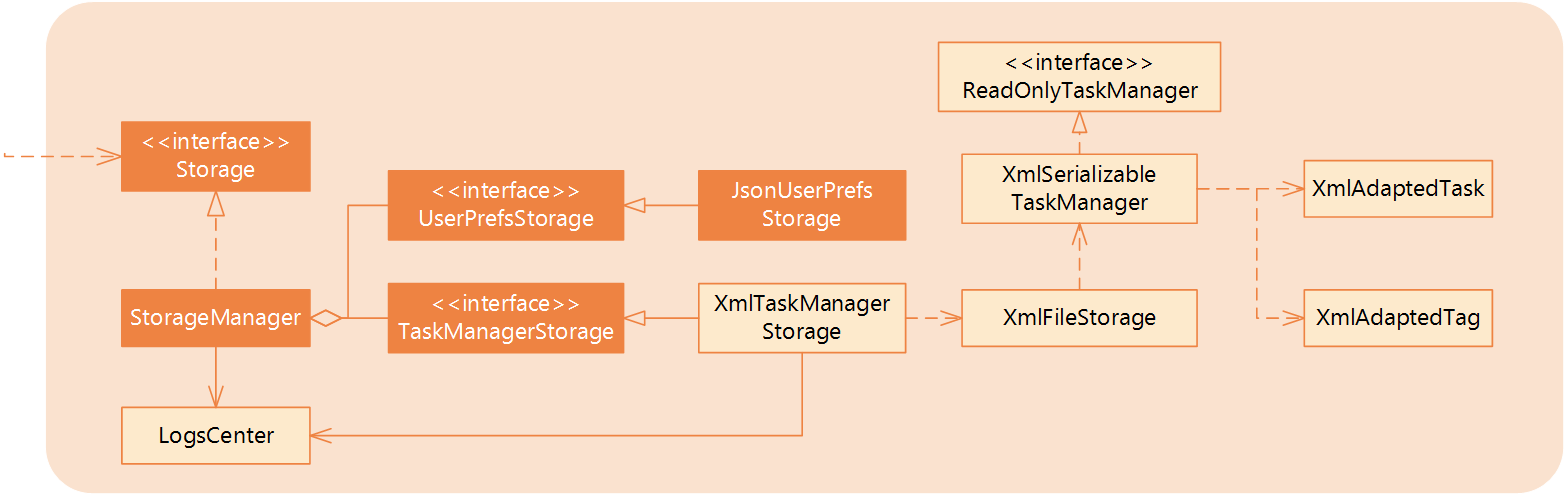 <<interface>>
ReadOnlyTaskManager
<<interface>>
Storage
<<interface>>
UserPrefsStorage
JsonUserPrefs
Storage
XmlSerializable
TaskManager
XmlAdaptedTask
StorageManager
<<interface>>
TaskManagerStorage
XmlTaskManager
Storage
XmlFileStorage
XmlAdaptedTag
LogsCenter